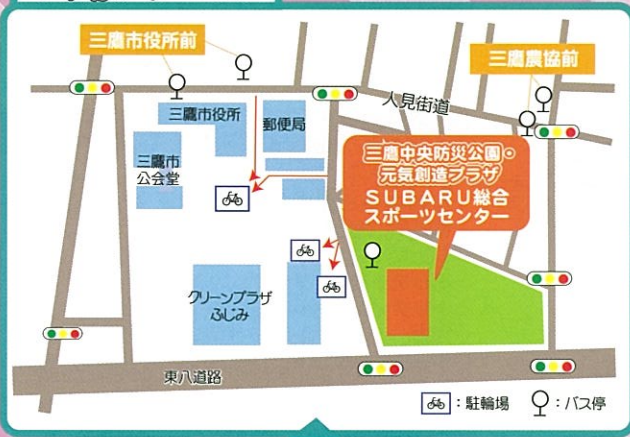 三鷹市役所前
三鷹農協前
人見街道
三鷹市役所
郵便局
三鷹市
公会堂
三鷹中央防災公園・
元気創造プラザ
SUBARU総合
スポーツセンター
クリーンプラザ
ふじみ
東八道路
：駐輪場
：バス停